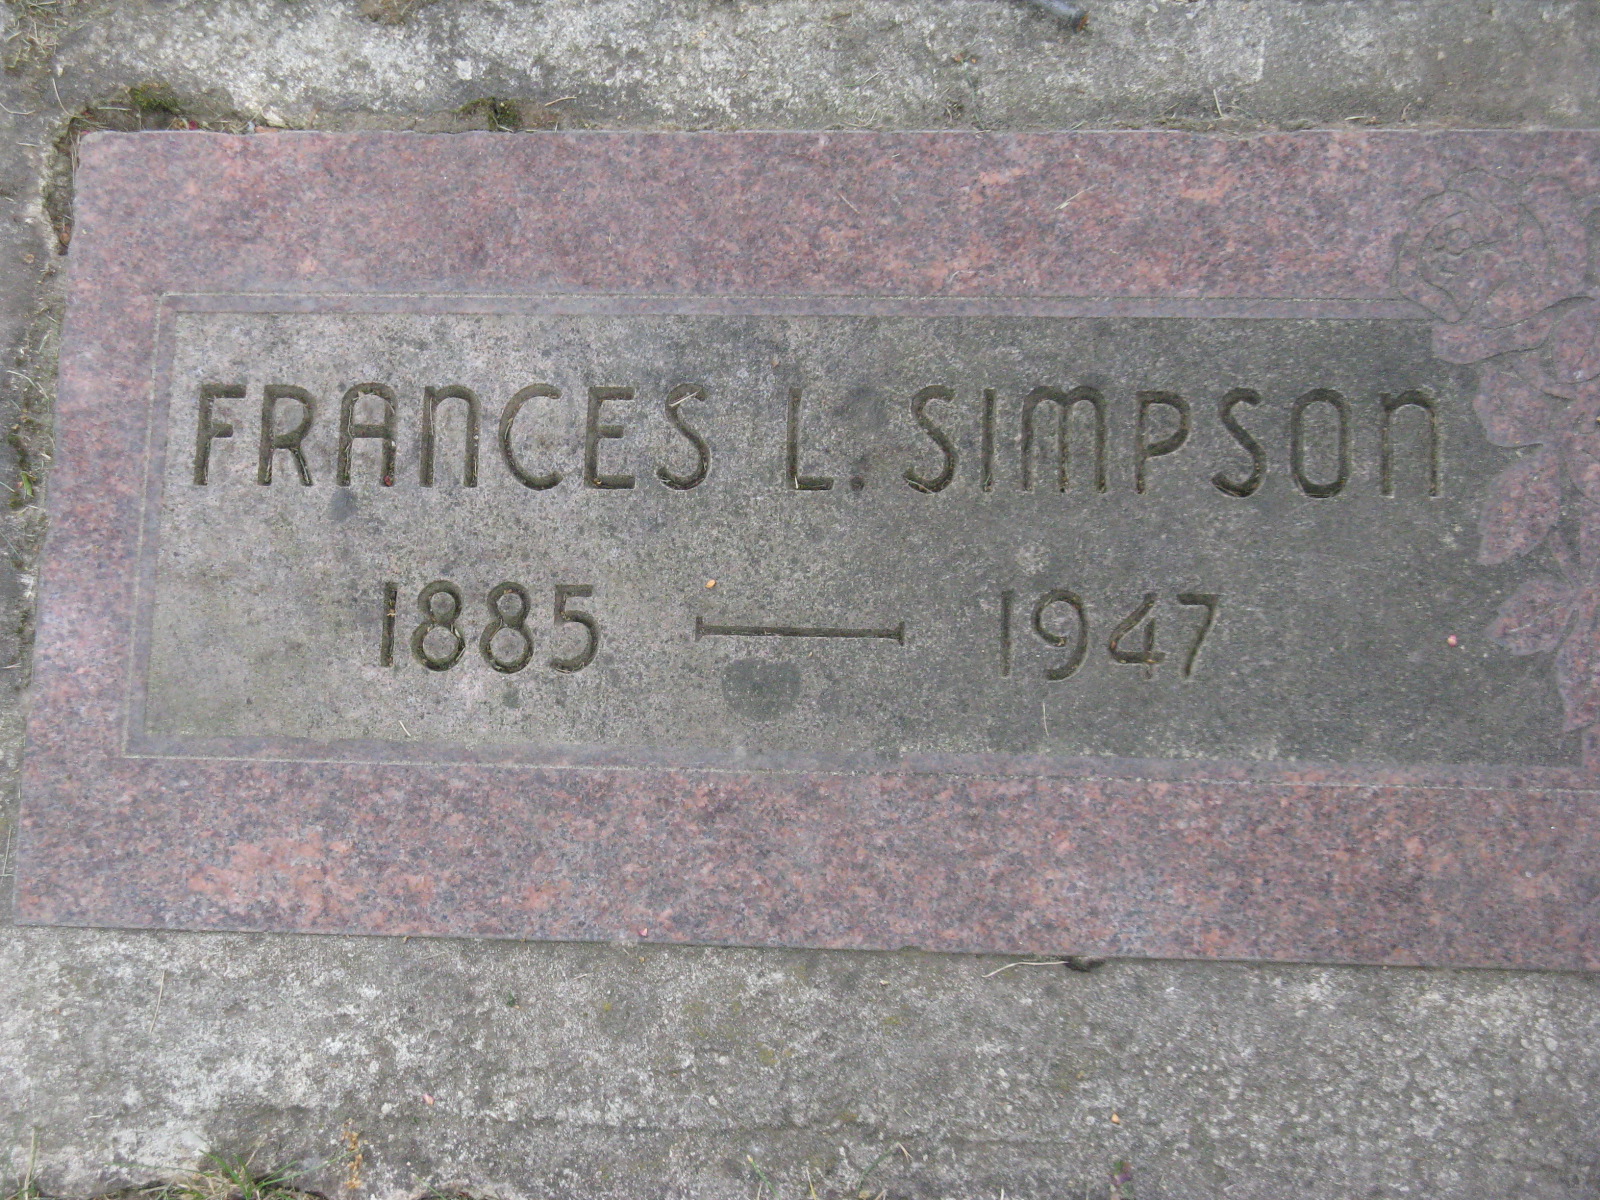 FRANCES L. SIMPSON
1885 — 1947